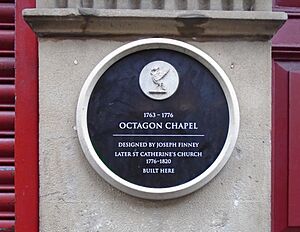 1763 - 1776
OCTAGON CHAPEL
DESIGNED BY JOSEPH FINNEY
LATER ST CATHERINE'S CHURCH
1776-1820
BUILT HERE